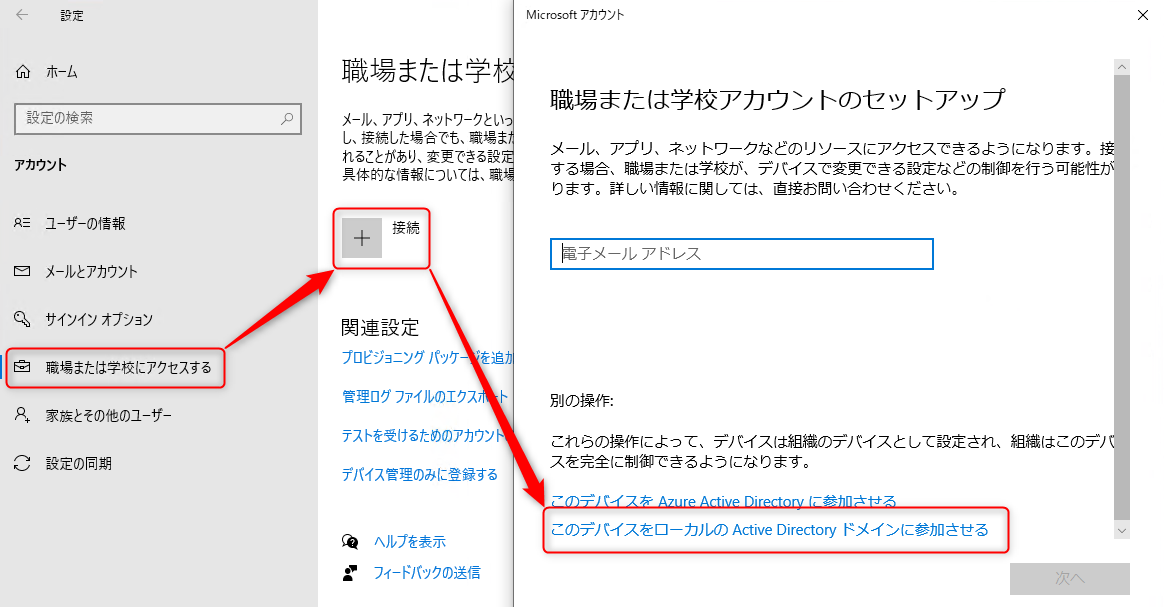 設定
ホーム
設定の検索
アカウント
ユーザーの情報
メールとアカウント
サインイン オプション
職場または学校にアクセスする
家族とその他のユーザー
設定の同期
職場または学校
メール、アプリ、ネットワークといっ
し、接続した場合でも、職場また
れることがあり、変更できる設定
具体的な情報については、職場
接続
関連設定
プロビジョニング パッケージを追加
管理ログ ファイルのエクスポート
テストを受けるためのアカウント
デバイス管理のみに登録する
ヘルプを表示
フィードバックの送信
Microsoft アカウント
職場または学校アカウントのセットアップ
メール、アプリ、ネットワークなどのリソースにアクセスできるようになります。接
する場合、職場または学校が、デバイスで変更できる設定などの制御を行う可能性が
ります。詳しい情報に関しては、直接お問い合わせください。
電子メール アドレス
別の操作:
これらの操作によって、デバイスは組織のデバイスとして設定され、組織はこのデバ
スを完全に制御できるようになります。
このデバイスを Azure Active Directory に参加させる
このデバイスをローカルの Active Directory ドメインに参加させる
次へ